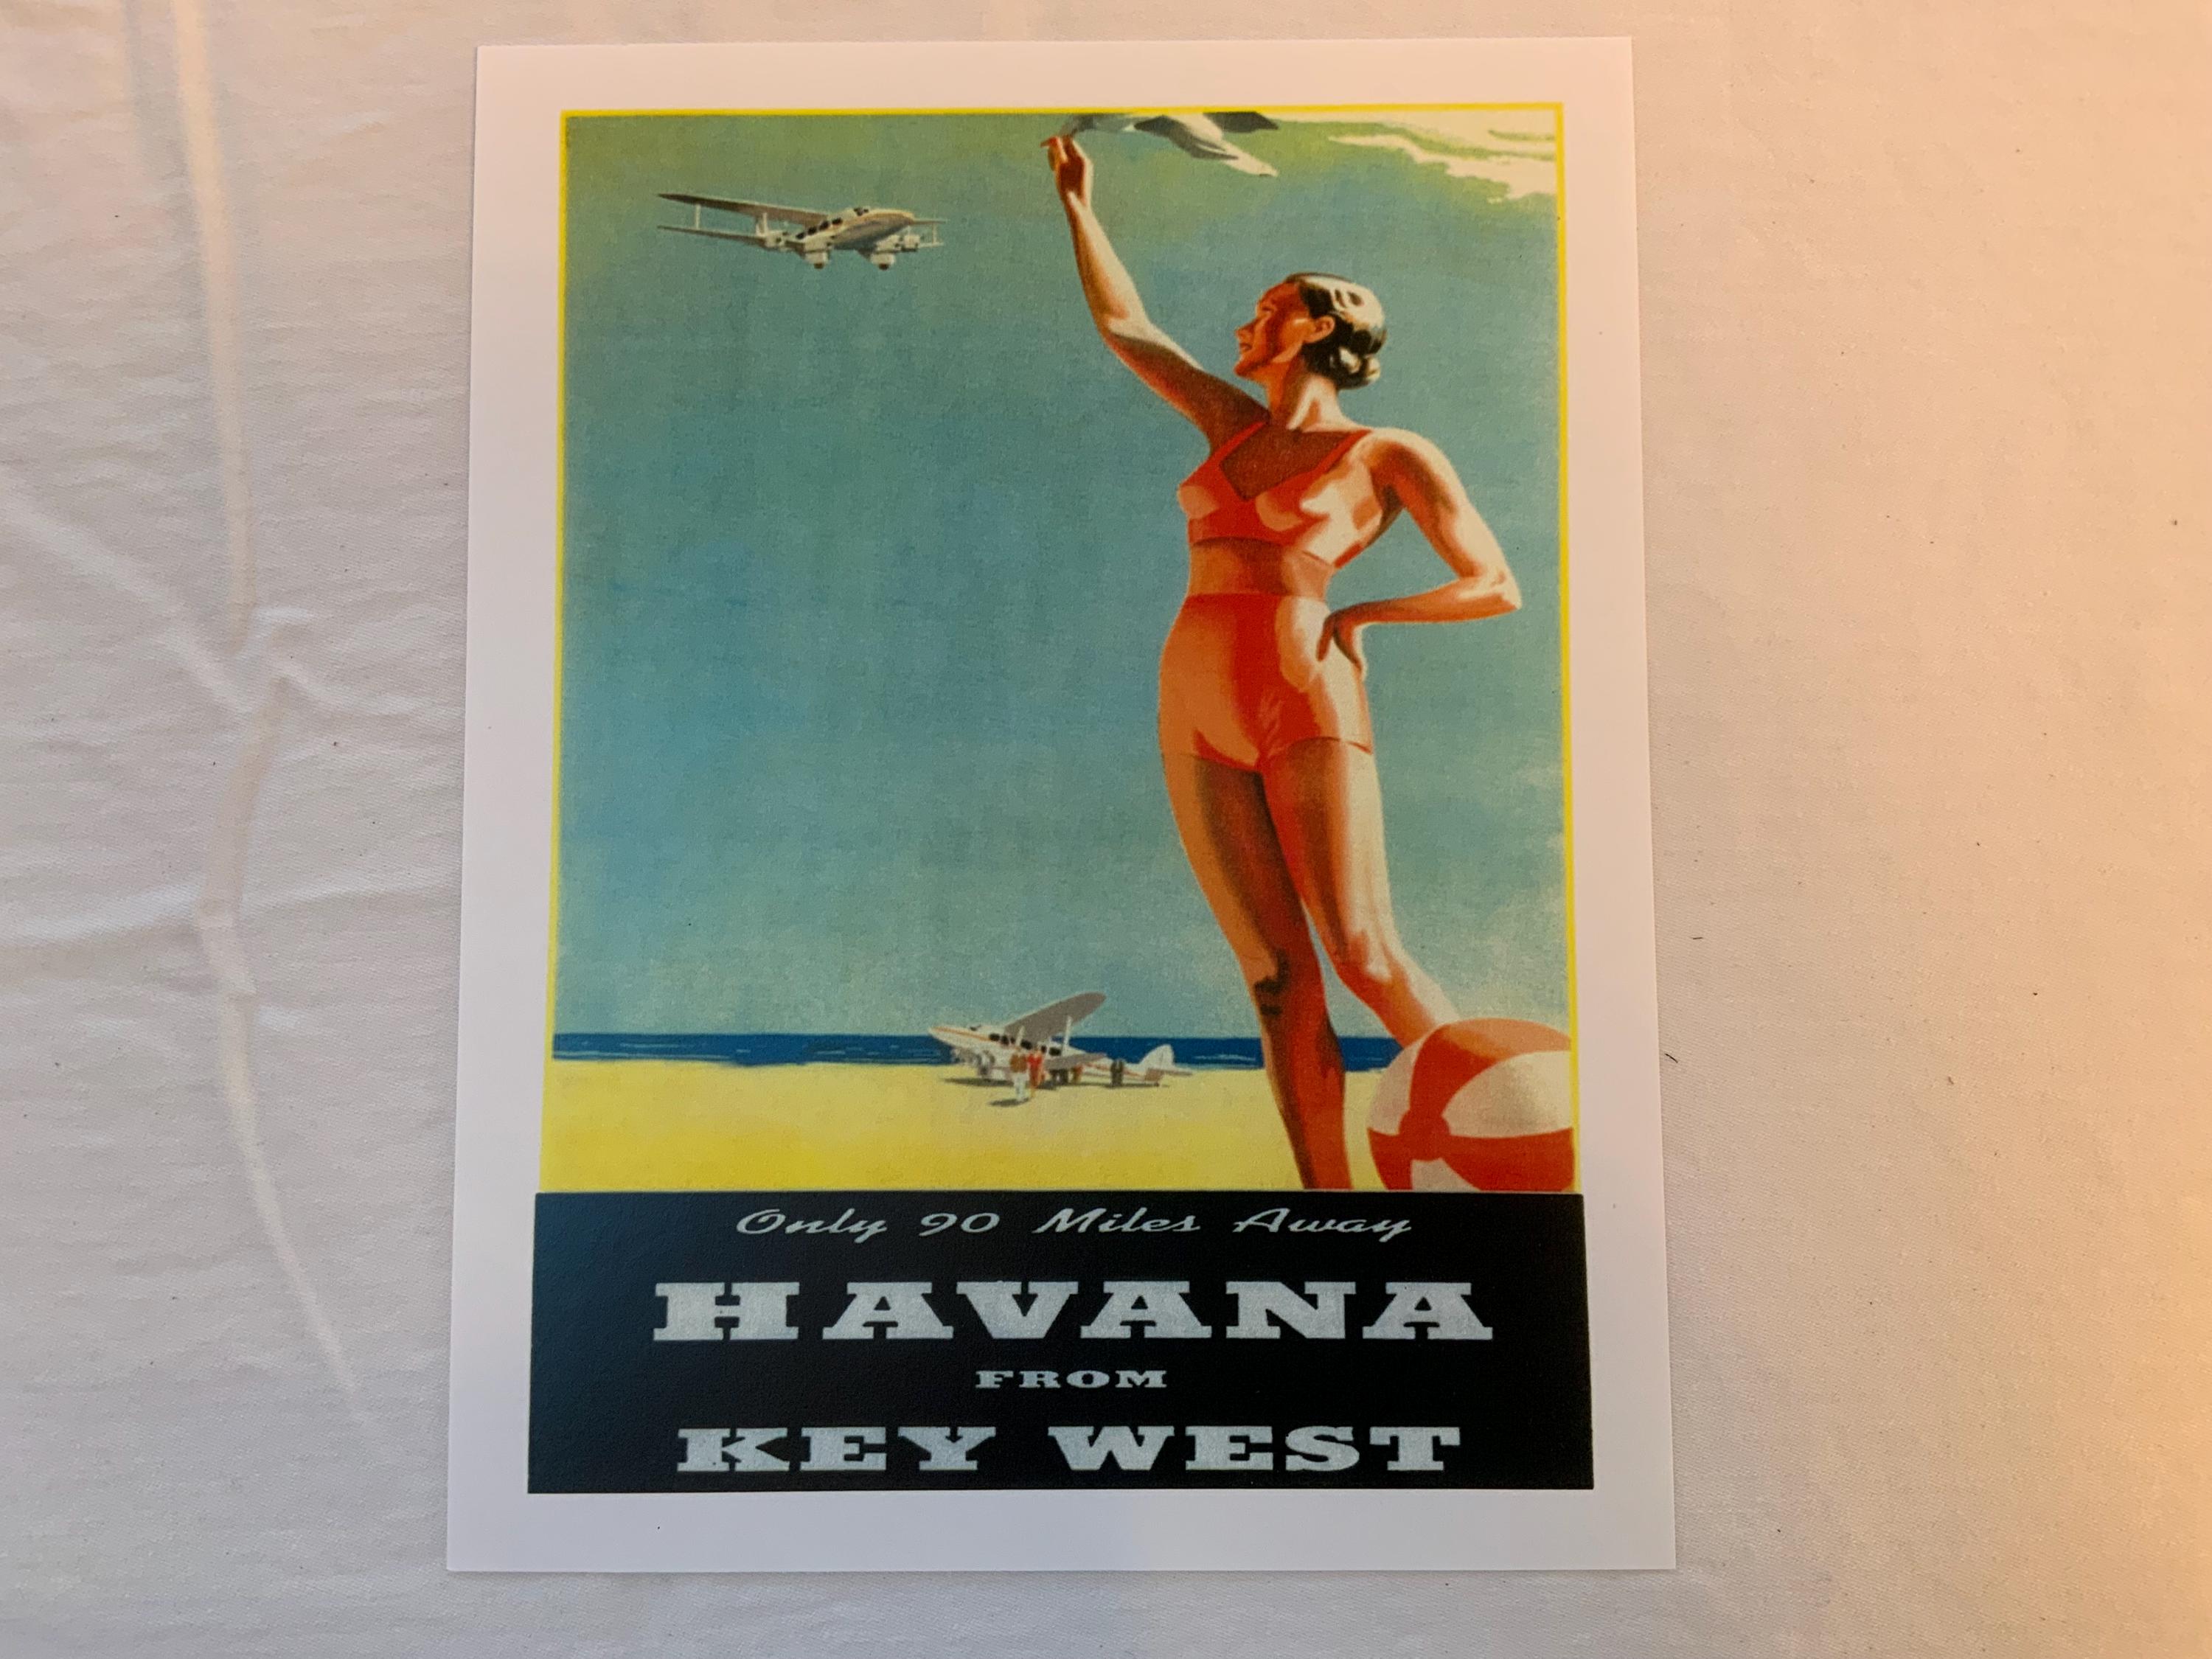 Only 90 Miles Away
HAVANA
FROM
KEY WEST